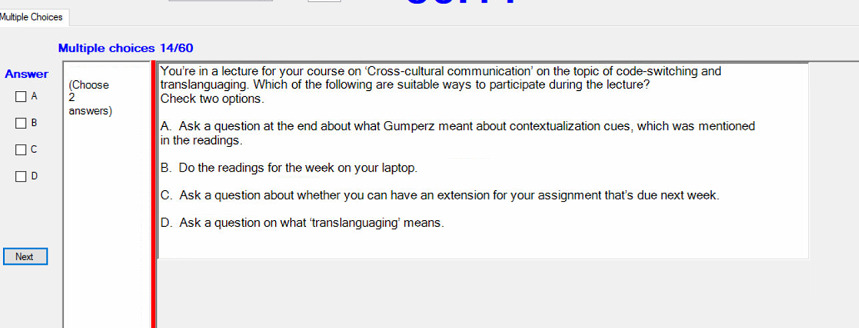 Multiple Choices
Multiple choices 14/60
Answer
A
B
C
D
Next
(Choose
2
answers)
You're in a lecture for your course on 'Cross-cultural communication' on the topic of code-switching and
translanguaging. Which of the following are suitable ways to participate during the lecture?
Check two options.
A. Ask a question at the end about what Gumperz meant about contextualization cues, which was mentioned
in the readings.
B. Do the readings for the week on your laptop.
C. Ask a question about whether you can have an extension for your assignment that's due next week.
D. Ask a question on what 'translanguaging' means.